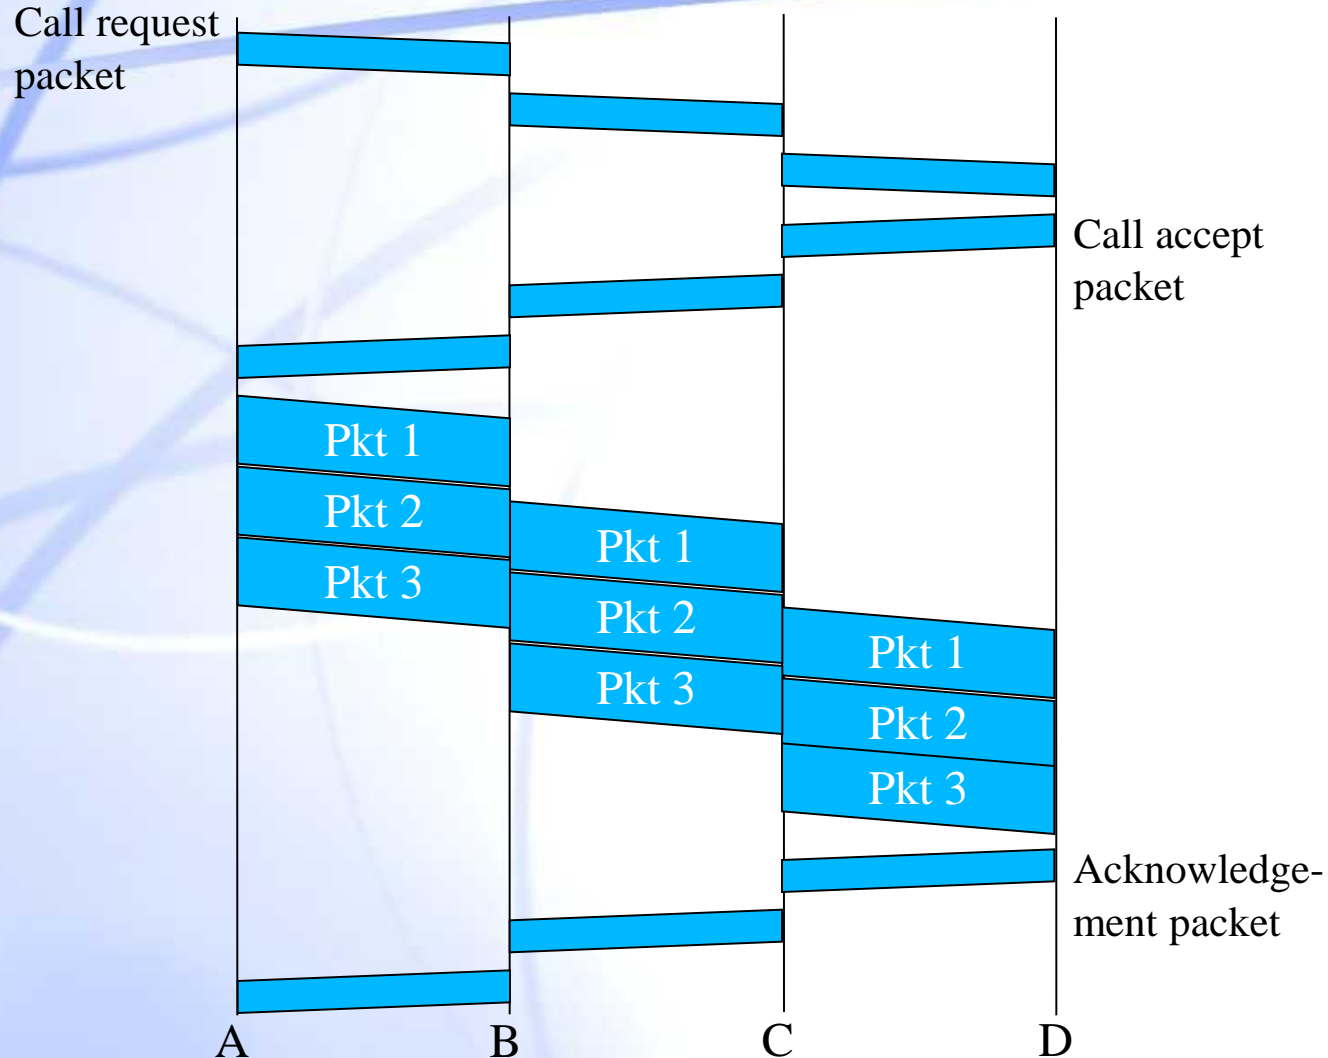 Call request
packet
Call accept
packet
Pkt 1
Pkt 2
Pkt 3
Pkt 1
Pkt 2
Pkt 3
Pkt 1
Pkt 2
Pkt 3
Acknowledge-
ment packet
A B C D